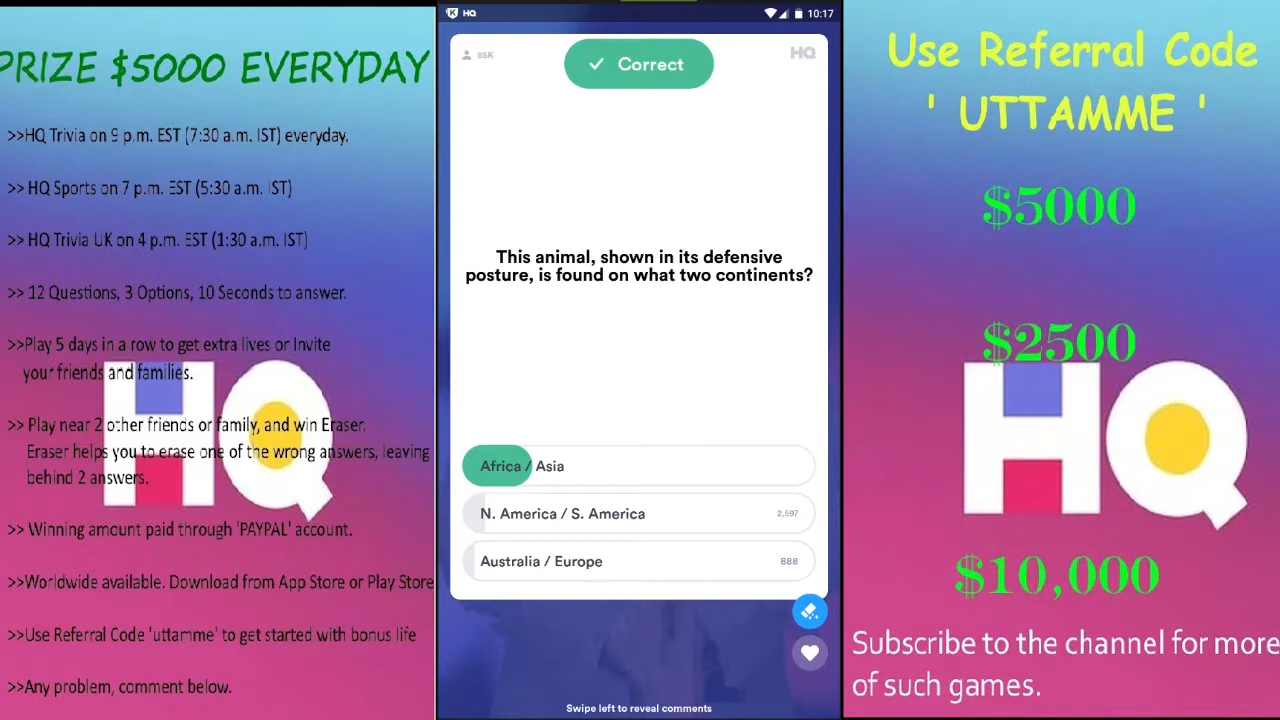 PRIZE $5000 EVERYDAY
>>HQ Trivia on 9 p.m. EST (7:30 a.m. IST) everyday.
>> HQ Sports on 7 p.m. EST (5:30 a.m. IST)
>> HQ Trivia UK on 4 p.m. EST (1:30 a.m. IST)
>> 12 Questions, 3 Options, 10 Seconds to answer.
>>Play 5 days in a row to get extra lives or Invite
your friends and families.
>> Play near 2 other friends or family, and win Eraser.
Eraser helps you to erase one of the wrong answers, leaving
behind 2 answers.
>> Winning amount paid through 'PAYPAL' account.
>>Worldwide available. Download from App Store or Play Store
>>Use Referral Code 'uttamme' to get started with bonus life
>>Any problem, comment below.
HQ
HQ 10:17
85K
Correct
HQ
This animal, shown in its defensive
posture, is found on what two continents?
Africa / Asia
N. America / S. America 2,597
Australia / Europe 888
Swipe left to reveal comments
Use Referral Code
' UTTAMME '
$5000
$2500
HQ
$10,000
Subscribe to the channel for more
of such games.